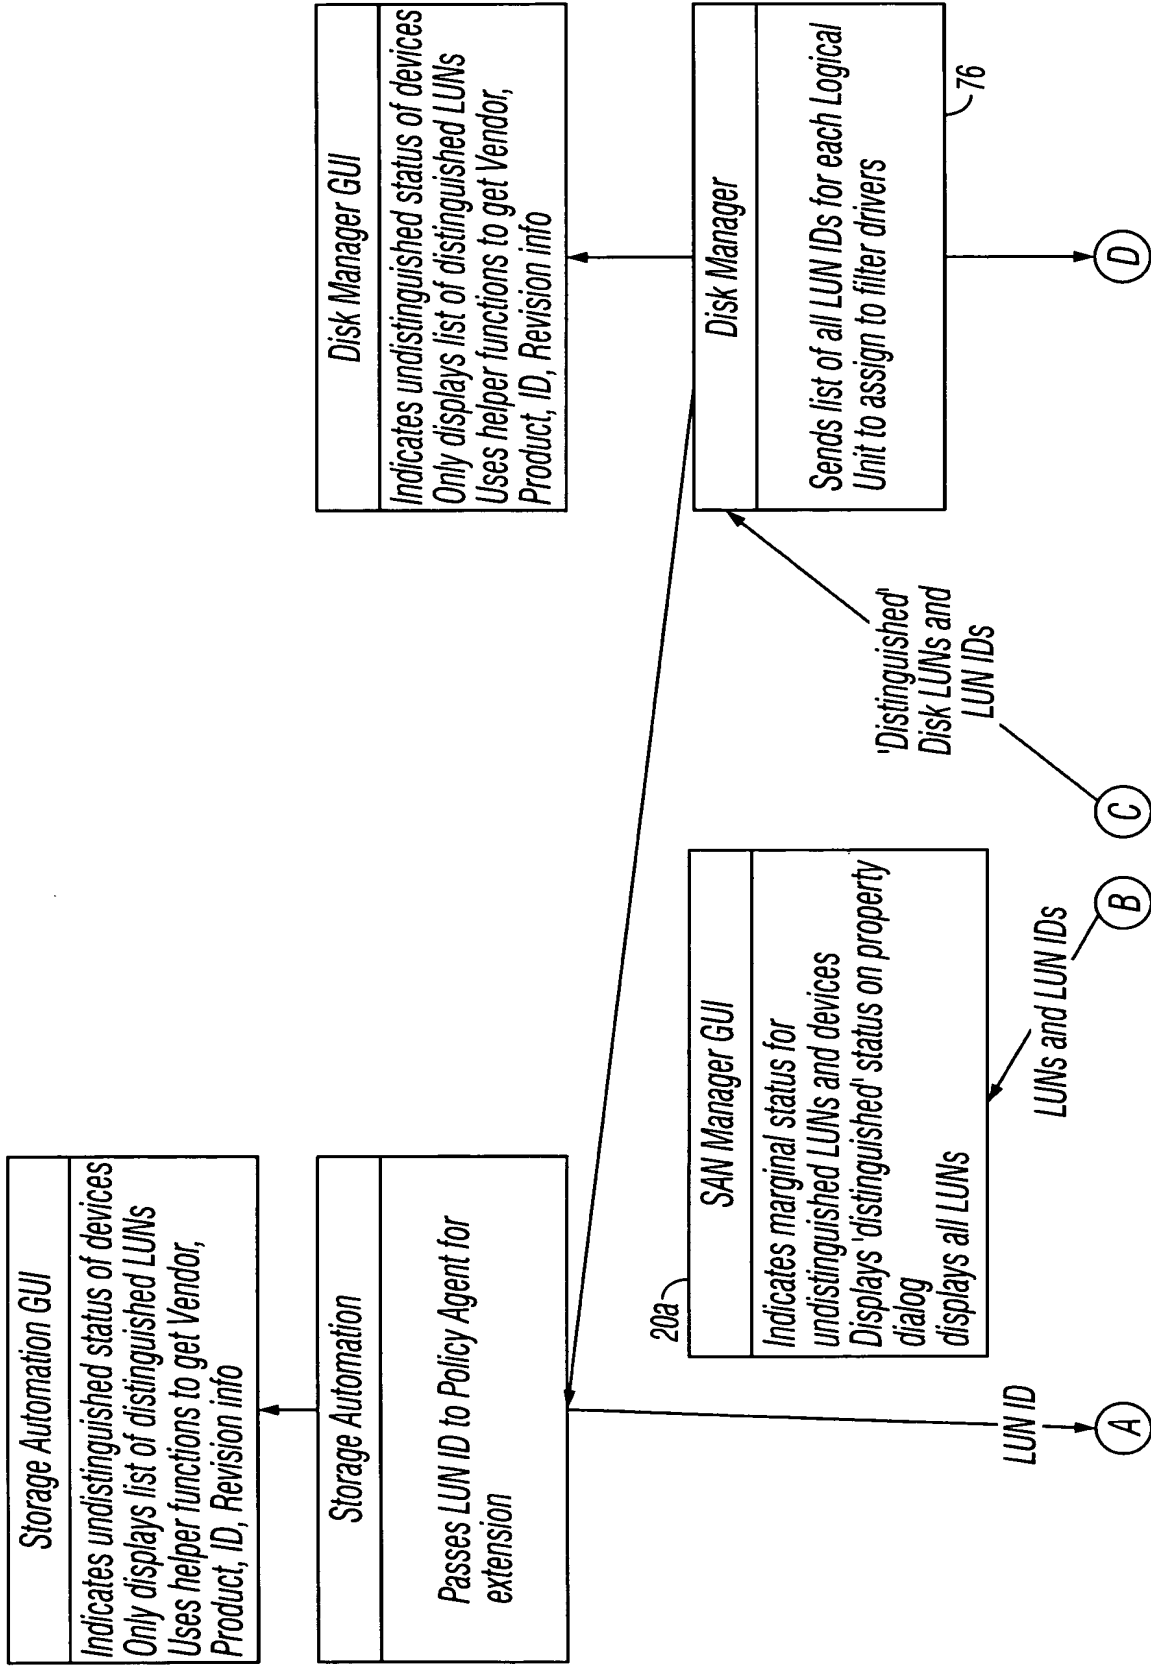 Storage Automation GUI
Indicates undistinguished status of devices
Only displays list of distinguished LUNs
Uses helper functions to get Vendor,
Product, ID, Revision info
Storage Automation
Passes LUN ID to Policy Agent for
extension
Disk Manager GUI
Indicates undistinguished status of devices
Only displays list of distinguished LUNs
Uses helper functions to get Vendor,
Product, ID, Revision info
20a
SAN Manager GUI
Indicates marginal status for
undistinguished LUNs and devices
Displays 'distinguished' status on property
dialog
displays all LUNs
Disk Manager
Sends list of all LUN IDs for each Logical
Unit to assign to filter drivers
76
'Distinguished'
Disk LUNs and
LUN IDs
LUN ID
LUNs and LUN IDs
A
B
C
D